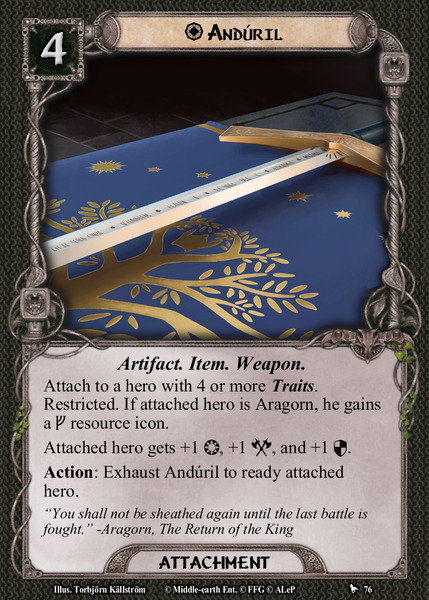 4
Andúril
Artifact. Item. Weapon.
Attach to a hero with 4 or more Traits.
Restricted. If attached hero is Aragorn, he gains
a ᚠ resource icon.
Attached hero gets +1 , +1 , and +1 .
Action: Exhaust Andúril to ready attached
hero.
“You shall not be sheathed again until the last battle is
fought.” -Aragorn, The Return of the King
ATTACHMENT
Illus. Torbjörn Källström © Middle-earth Ent. © FFG © ALeP 76